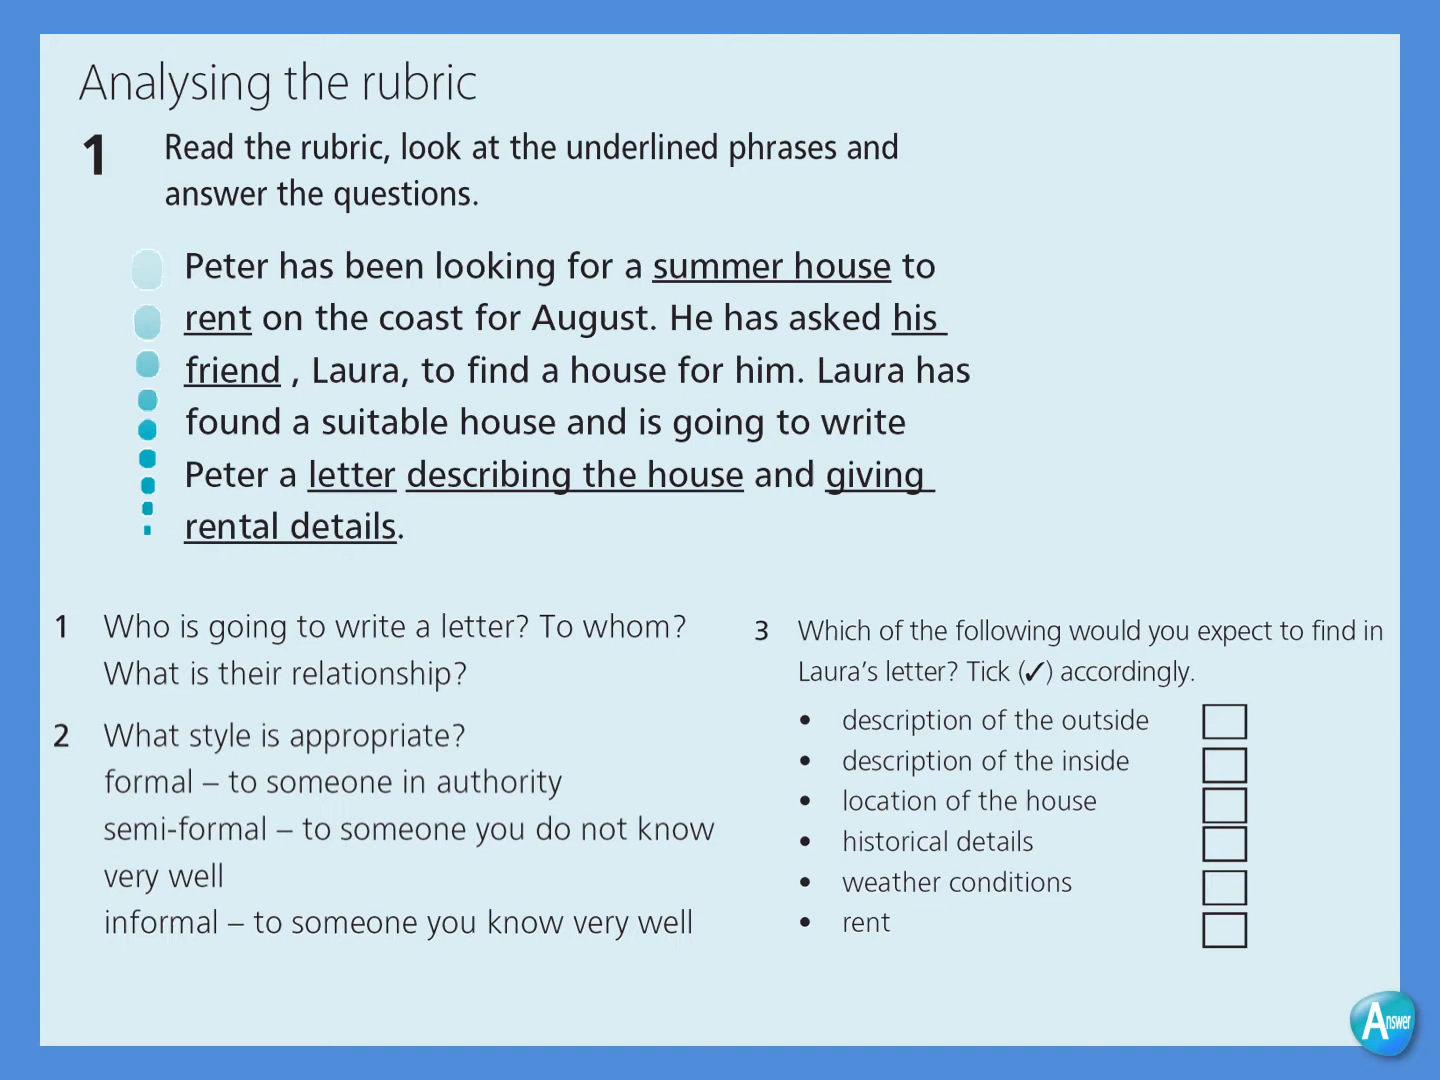 Analysing the rubric
1 Read the rubric, look at the underlined phrases and
answer the questions.
Peter has been looking for a summer house to
rent on the coast for August. He has asked his
friend , Laura, to find a house for him. Laura has
found a suitable house and is going to write
Peter a letter describing the house and giving
rental details.
1 Who is going to write a letter? To whom?
What is their relationship?
2 What style is appropriate?
formal – to someone in authority
semi-formal – to someone you do not know
very well
informal – to someone you know very well
3 Which of the following would you expect to find in
Laura's letter? Tick (✓) accordingly.
• description of the outside
• description of the inside
• location of the house
• historical details
• weather conditions
• rent
Answer